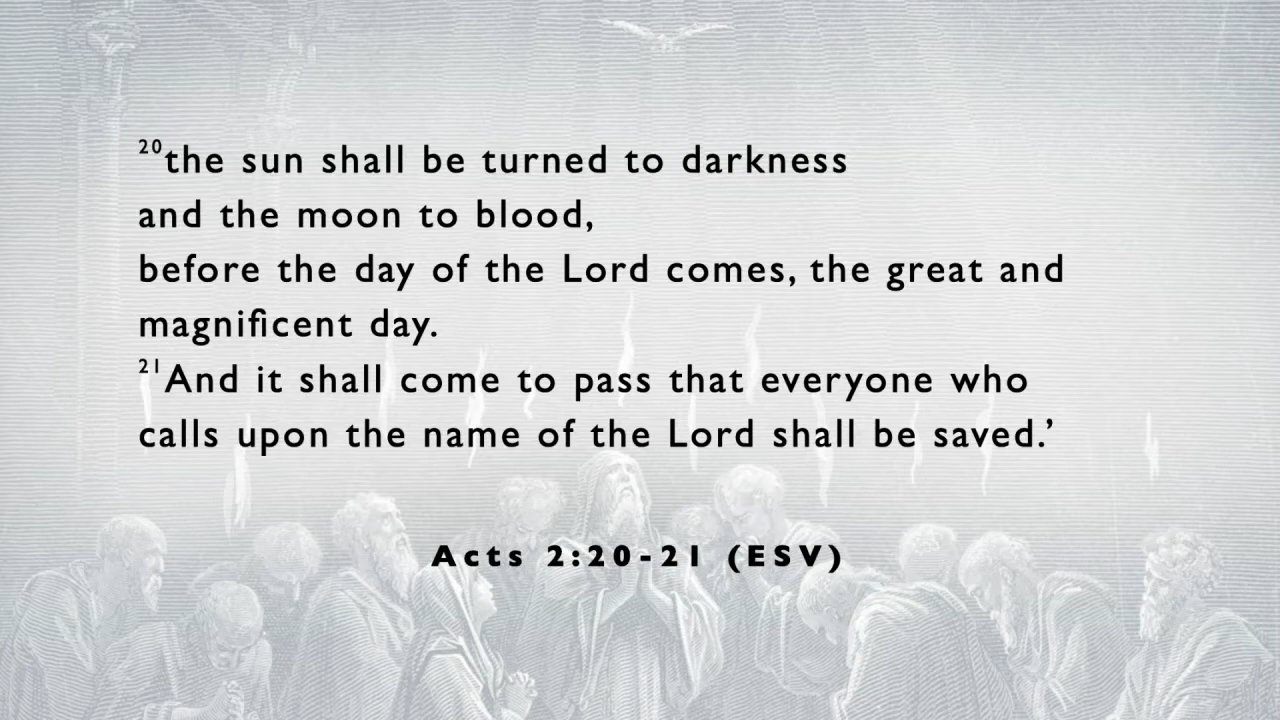 20the sun shall be turned to darkness
and the moon to blood,
before the day of the Lord comes, the great and
magnificent day.
21And it shall come to pass that everyone who
calls upon the name of the Lord shall be saved.’
Acts 2:20-21 (ESV)